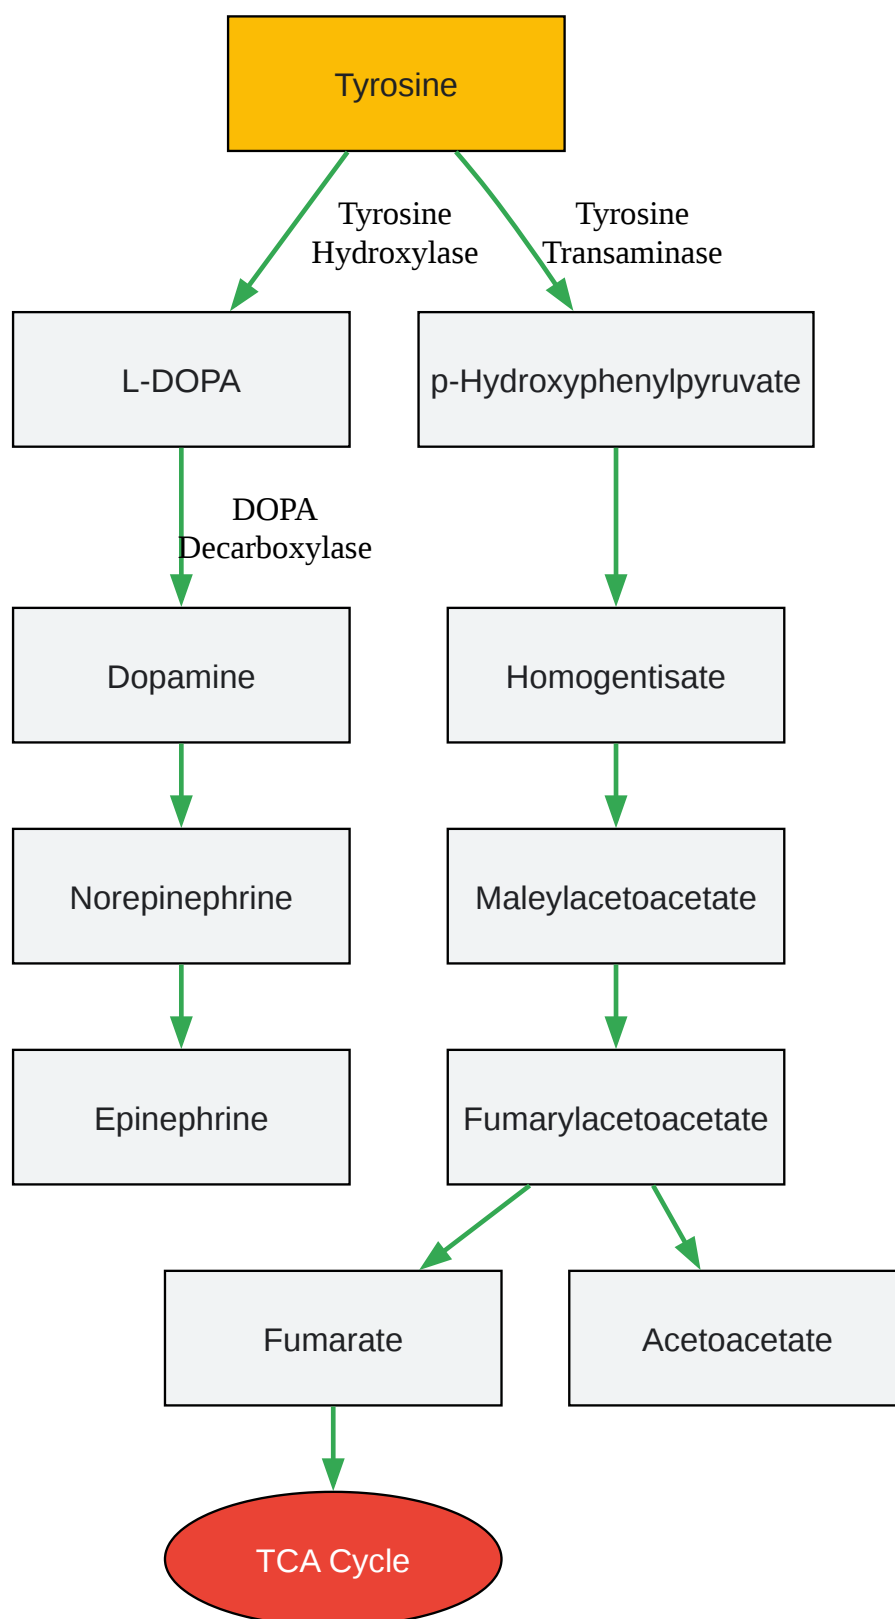 Tyrosine
Tyrosine
Hydroxylase
Tyrosine
Transaminase
L-DOPA
p-Hydroxyphenylpyruvate
DOPA
Decarboxylase
Dopamine
Homogentisate
Norepinephrine
Maleylacetoacetate
Epinephrine
Fumarylacetoacetate
Fumarate
Acetoacetate
TCA Cycle